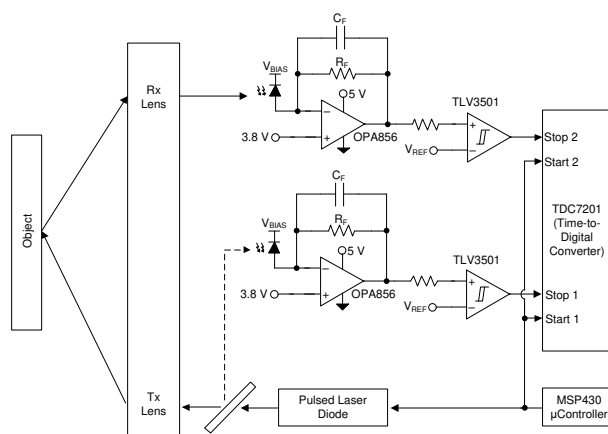 Object
Rx
Lens
Tx
Lens
CF
RF
VBIAS
5 V
3.8 V
OPA856
VREF
TLV3501
CF
RF
VBIAS
5 V
3.8 V
OPA856
VREF
TLV3501
Stop 2
Start 2
TDC7201
(Time-to-
Digital
Converter)
Stop 1
Start 1
Pulsed Laser
Diode
MSP430
µController